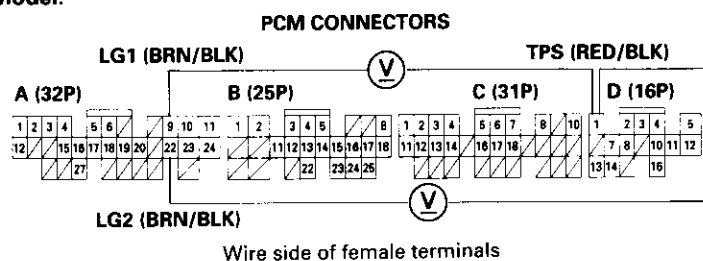 Model.
PCM CONNECTORS
LG1 (BRN/BLK)
TPS (RED/BLK)
V
A (32P)
B (25P)
C (31P)
D (16P)
1 2 3 4 5 6 9 10 11
12 15 16 17 18 19 20 22 23 24
27
1 2 3 4 5 8
11 12 13 14 15 16 17 18
22 23 24 25
1 2 3 4 5 6 7 8 10
11 12 13 14 16 17 18
1 2 3 4 5
7 8 10 11 12
13 14 16
V
LG2 (BRN/BLK)
Wire side of female terminals